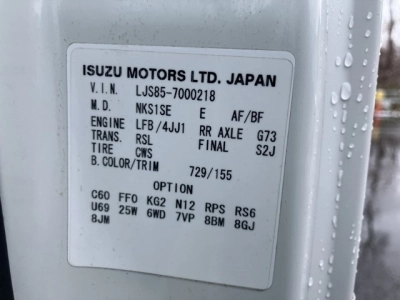 ISUZU MOTORS LTD. JAPAN
V.I.N. LJS85-7000218
M.D. NKS1SE E AF/BF
ENGINE LFB/4JJ1 RR AXLE G73
TRANS. RSL FINAL S2J
TIRE CWS
B. COLOR/TRIM 729/155
OPTION
C60 FF0 KG2 N12 RPS RS6
U69 25W 6WD 7VP 8BM 8GJ
8JM